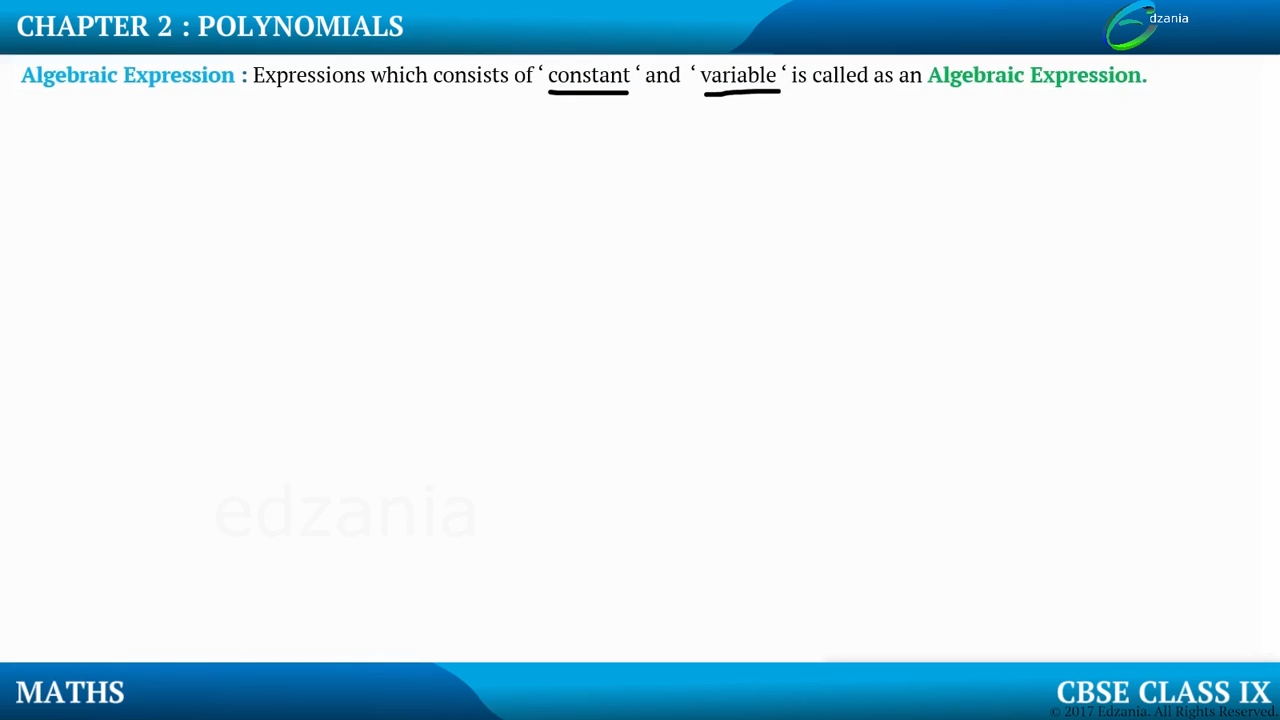 CHAPTER 2 : POLYNOMIALS
dzania
Algebraic Expression : Expressions which consists of ‘ constant ‘ and ‘ variable ‘ is called as an Algebraic Expression.
edzania
MATHS
CBSE CLASS IX
© 2017 Edzania. All Rights Reserved.